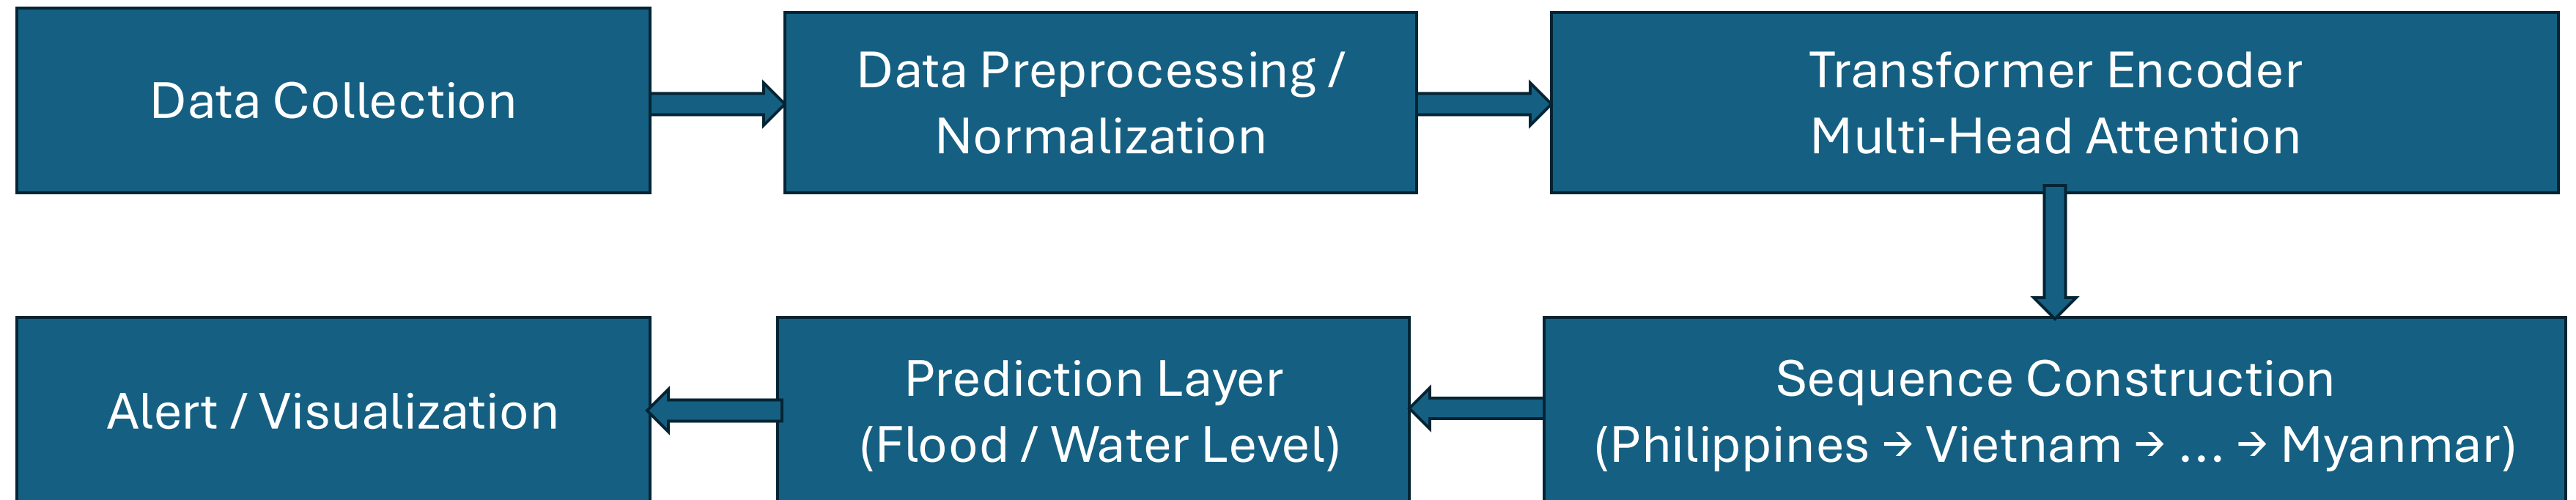 Data Collection
Data Preprocessing /
Normalization
Transformer Encoder
Multi-Head Attention
Sequence Construction
(Philippines → Vietnam → ... → Myanmar)
Prediction Layer
(Flood / Water Level)
Alert / Visualization